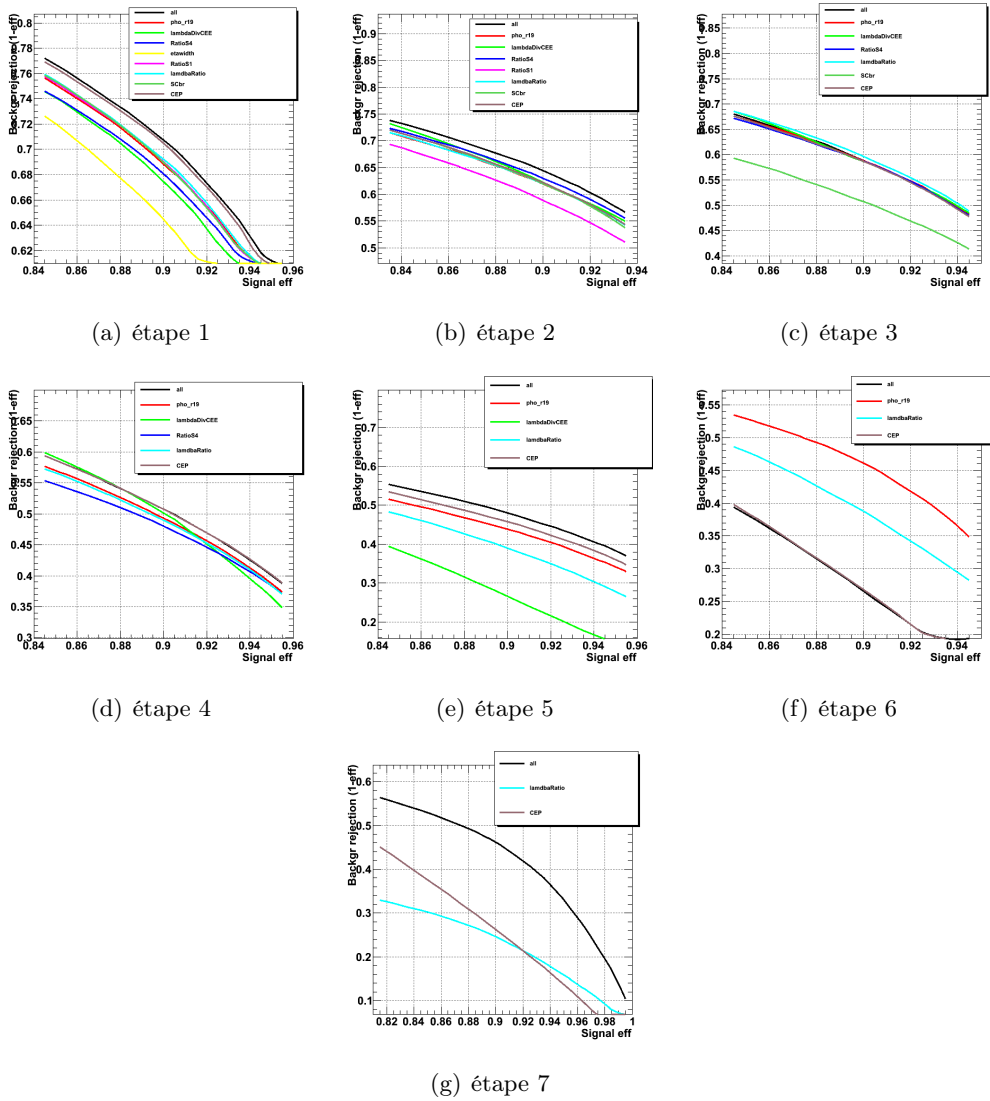 Backgr rejection (1-eff)
0.8
0.78
0.76
0.74
0.72
0.7
0.68
0.66
0.64
0.62
0.84
0.86
0.88
0.9
0.92
0.94
0.96
Signal eff
all
pho_r19
lambdaDivCEE
RatioS4
etawidth
RatioS1
lamdbaRatio
SCbr
CEP
(a) étape 1
Backgr rejection (1-eff)
0.9
0.85
0.8
0.75
0.7
0.65
0.6
0.55
0.5
0.84
0.86
0.88
0.9
0.92
0.94
Signal eff
all
pho_r19
lambdaDivCEE
RatioS4
RatioS1
lamdbaRatio
SCbr
CEP
(b) étape 2
Backgr rejection (1-eff)
0.85
0.8
0.75
0.7
0.65
0.6
0.55
0.5
0.45
0.4
0.84
0.86
0.88
0.9
0.92
0.94
Signal eff
all
pho_r19
lambdaDivCEE
RatioS4
lamdbaRatio
SCbr
CEP
(c) étape 3
Backgr rejection (1-eff)
0.65
0.6
0.55
0.5
0.45
0.4
0.35
0.3
0.84
0.86
0.88
0.9
0.92
0.94
0.96
Signal eff
all
pho_r19
lambdaDivCEE
RatioS4
lamdbaRatio
CEP
(d) étape 4
Backgr rejection (1-eff)
0.7
0.6
0.5
0.4
0.3
0.2
0.84
0.86
0.88
0.9
0.92
0.94
0.96
Signal eff
all
pho_r19
lambdaDivCEE
lamdbaRatio
CEP
(e) étape 5
Backgr rejection (1-eff)
0.55
0.5
0.45
0.4
0.35
0.3
0.25
0.2
0.84
0.86
0.88
0.9
0.92
0.94
Signal eff
all
pho_r19
lamdbaRatio
CEP
(f) étape 6
Backgr rejection (1-eff)
0.6
0.5
0.4
0.3
0.2
0.1
0.82
0.84
0.86
0.88
0.9
0.92
0.94
0.96
0.98
1
Signal eff
all
lamdbaRatio
CEP
(g) étape 7